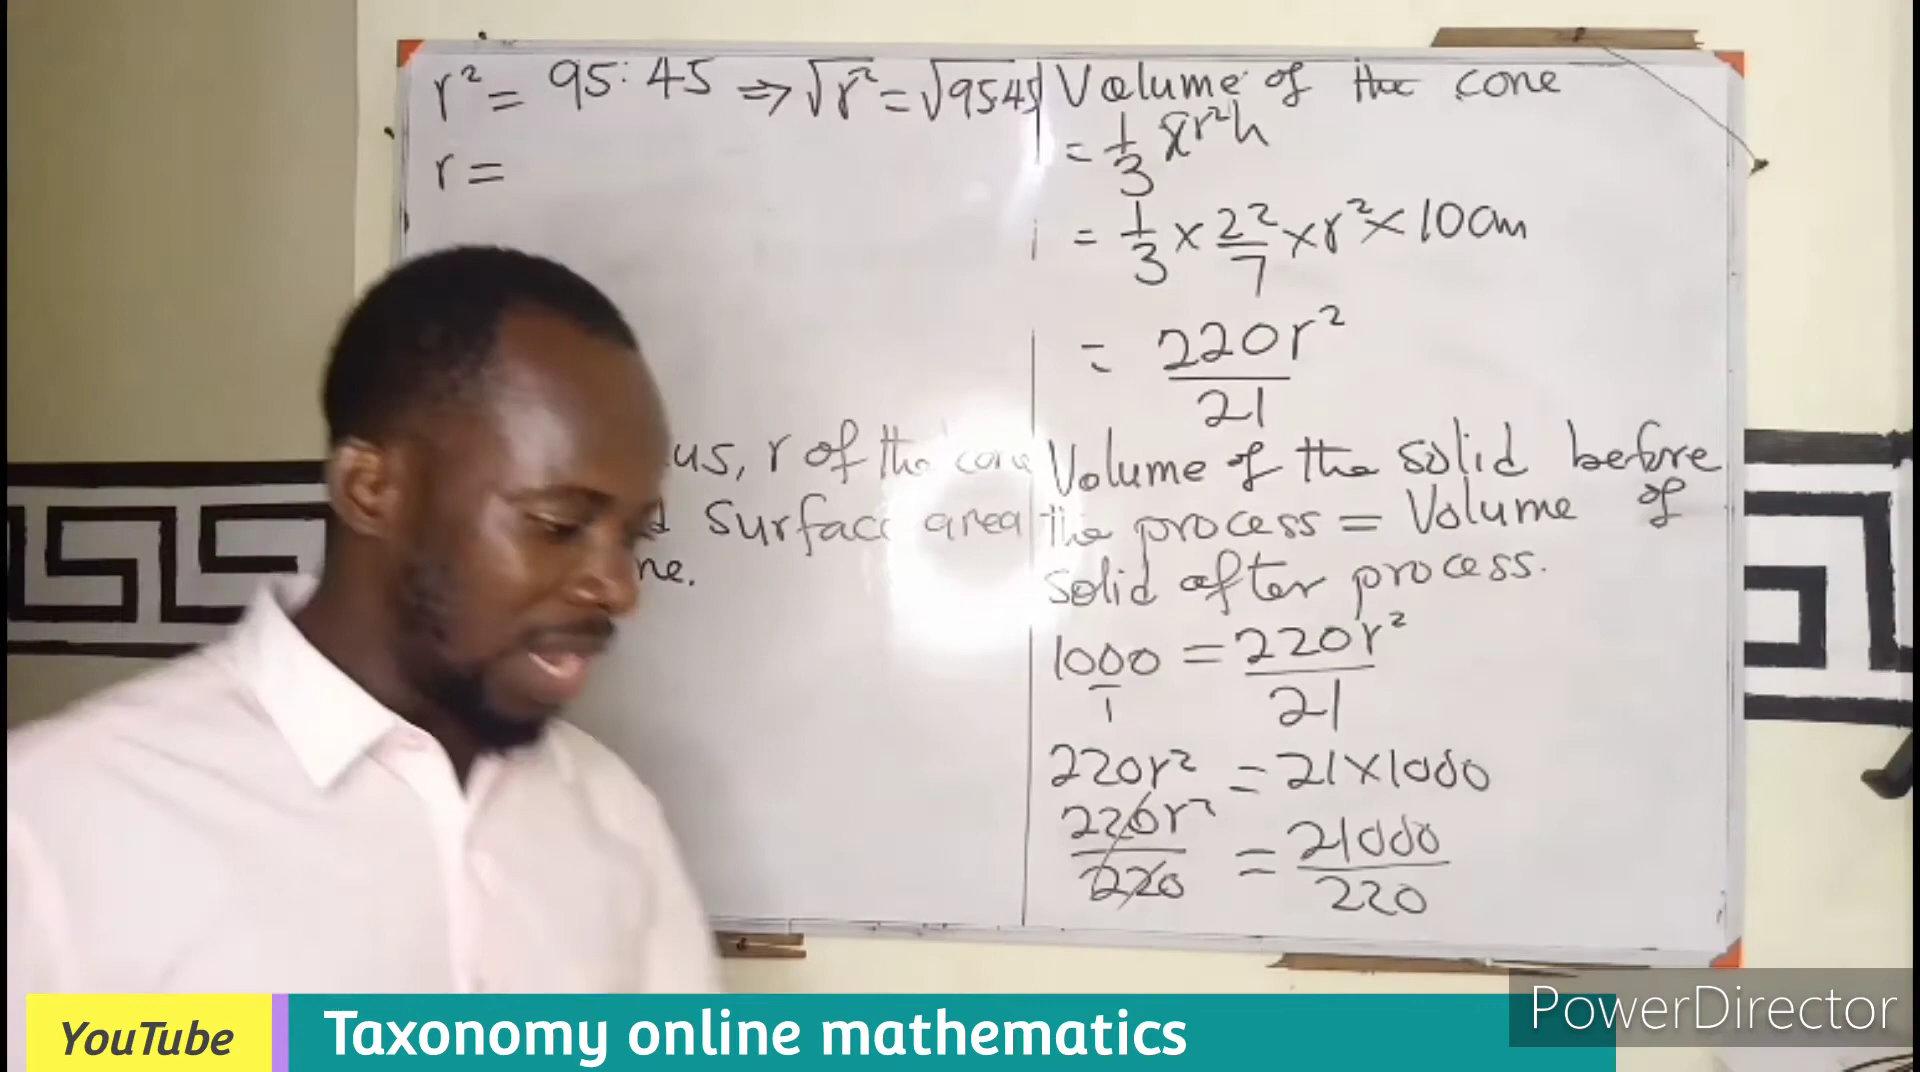 r² = 95.45 ⇒ √r² = √95.45
r =
us, r of the cone
d surface area
ne.
Volume of the cone
= 1/3 πr²h
= 1/3 × 22/7 × r² × 10cm
= 220r²/21
Volume of the solid before
the process = Volume of
solid after process.
1000/1 = 220r²/21
220r² = 21×1000
220r²/220 = 21000/220
YouTube
Taxonomy online mathematics
PowerDirector